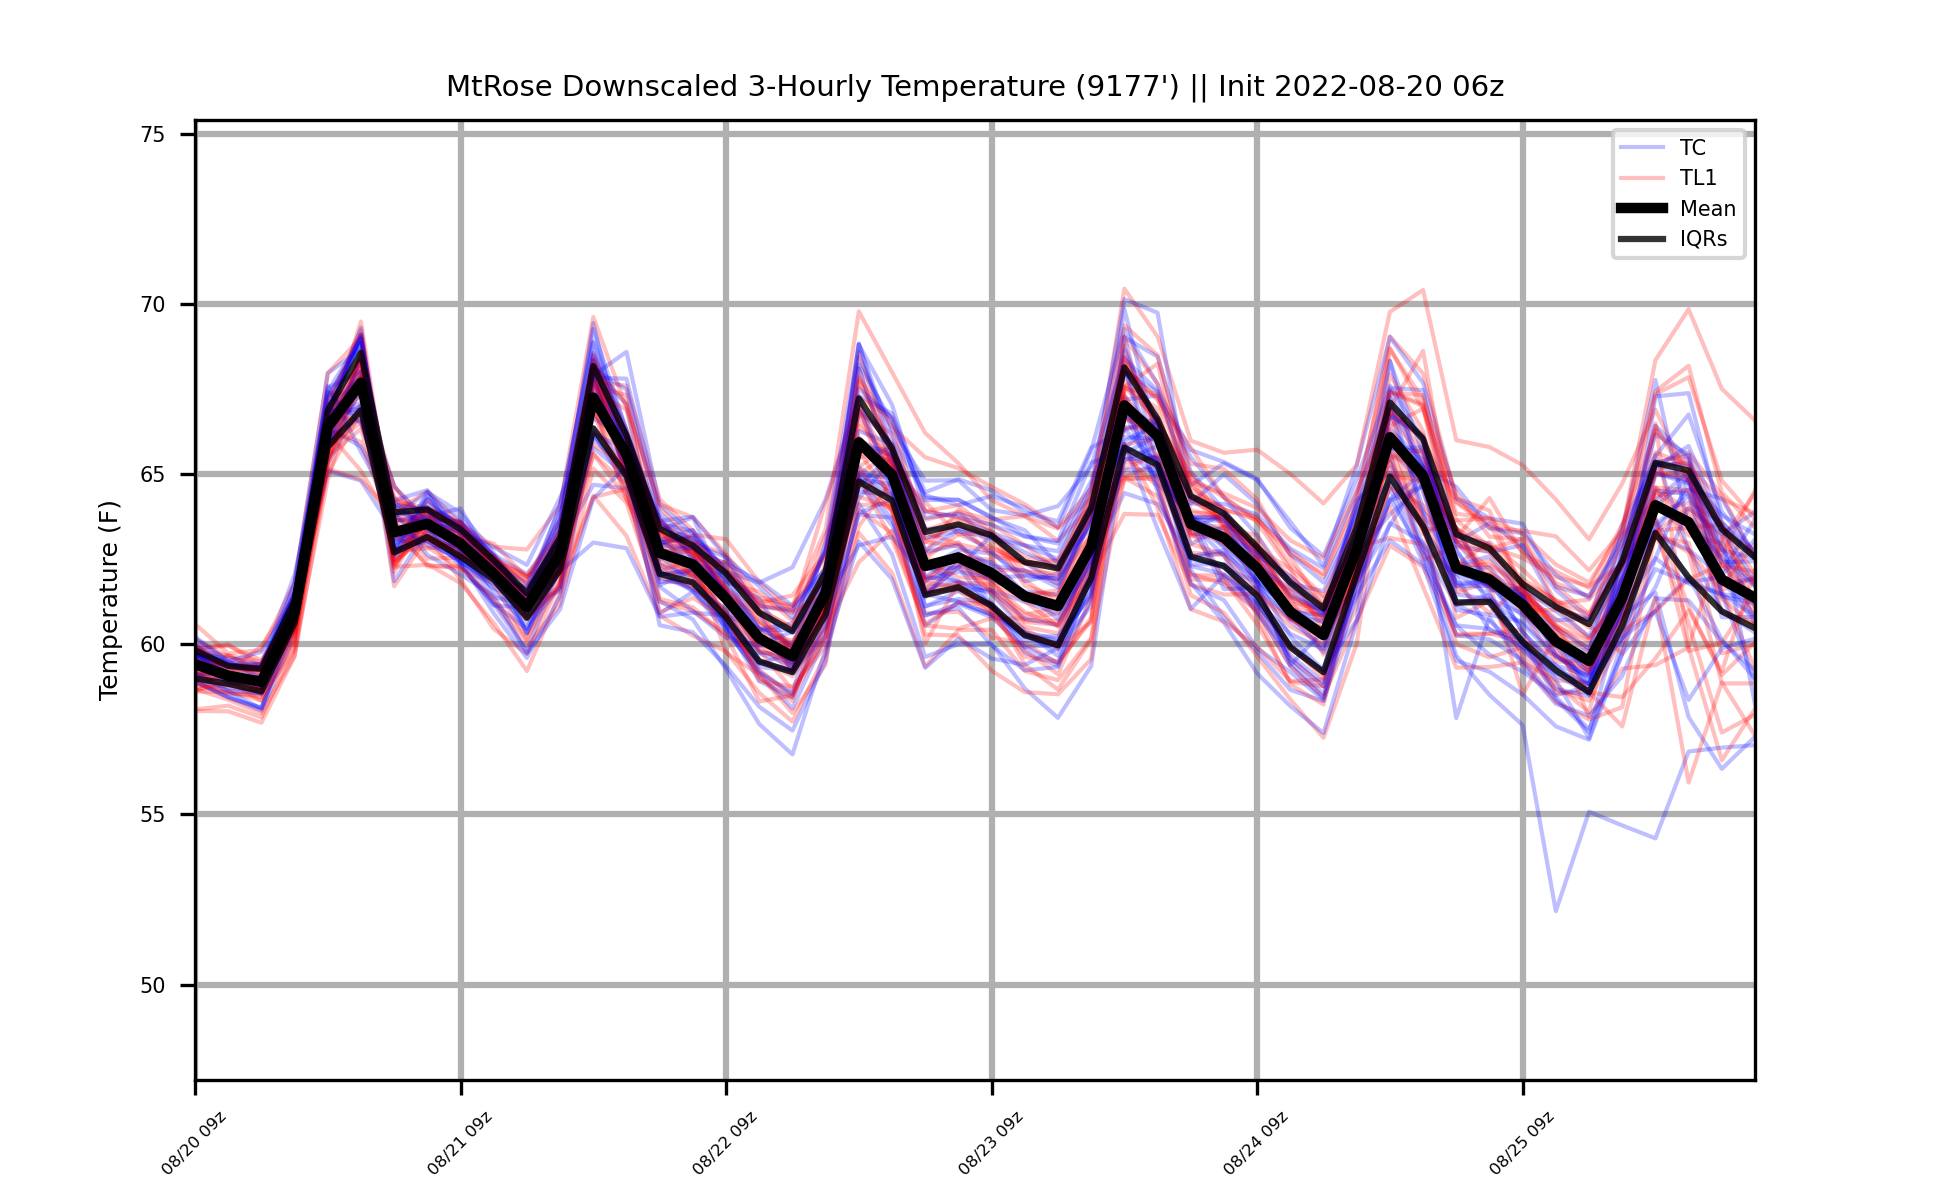 MtRose Downscaled 3-Hourly Temperature (9177') || Init 2022-08-20 06z
TC
TL1
Mean
IQRs
Temperature (F)
75
70
65
60
55
50
08/20 09z
08/21 09z
08/22 09z
08/23 09z
08/24 09z
08/25 09z